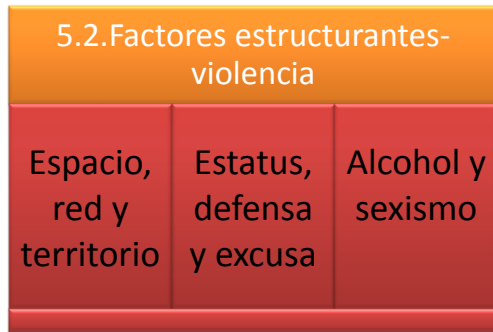 5.2.Factores estructurantes-
violencia
Espacio,
red y
territorio
Estatus,
defensa
y excusa
Alcohol y
sexismo